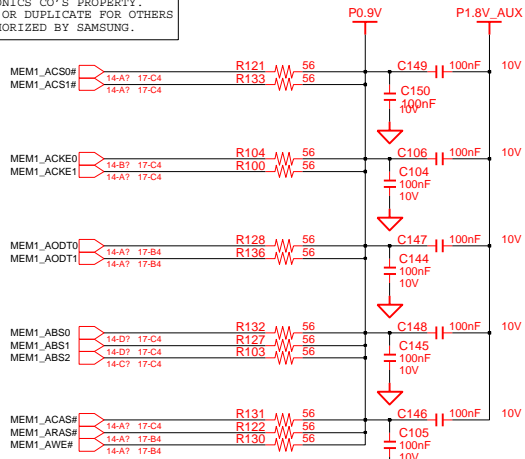 ONICS CO'S PROPERTY.
OR DUPLICATE FOR OTHERS
HORIZED BY SAMSUNG.
P0.9V P1.8V_AUX
MEM1_ACS0# 14-A? 17-C4 R121 56 C149 100nF 10V
MEM1_ACS1# 14-A? 17-C4 R133 56
C150
100nF
10V
MEM1_ACKE0 14-B? 17-C4 R104 56 C106 100nF 10V
MEM1_ACKE1 14-A? 17-C4 R100 56
C104
100nF
10V
MEM1_AODT0 14-A? 17-B4 R128 56 C147 100nF 10V
MEM1_AODT1 14-A? 17-B4 R136 56
C144
100nF
10V
MEM1_ABS0 14-D? 17-C4 R132 56 C148 100nF 10V
MEM1_ABS1 14-D? 17-C4 R127 56
MEM1_ABS2 14-C? 17-C4 R103 56
C145
100nF
10V
MEM1_ACAS# 14-A? 17-C4 R131 56 C146 100nF 10V
MEM1_ARAS# 14-A? 17-B4 R122 56
MEM1_AWE# 14-A? 17-B4 R130 56
C105
100nF
10V